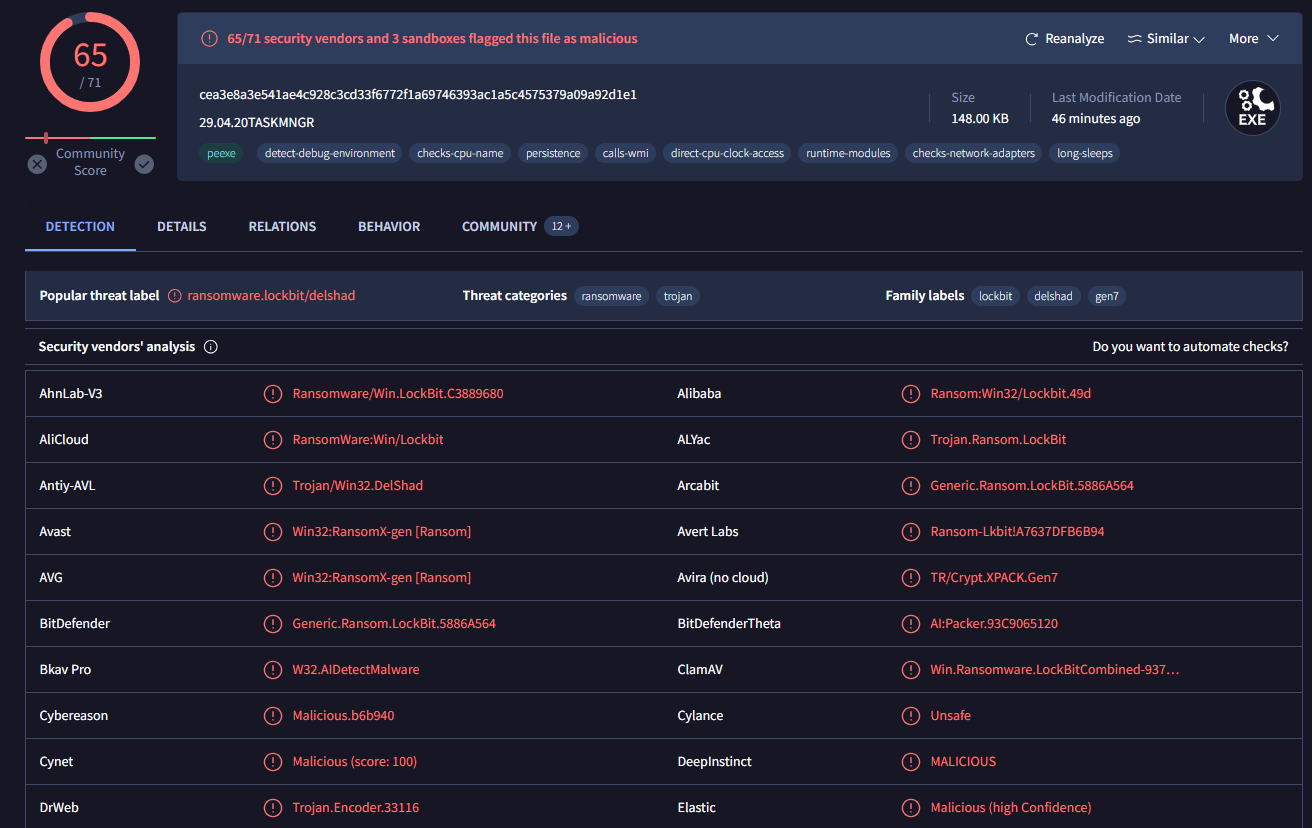 65
/ 71
Community
Score
65/71 security vendors and 3 sandboxes flagged this file as malicious
Reanalyze
Similar
More
cea3e8a3e541ae4c928c3cd33f6772f1a69746393ac1a5c4575379a09a92d1e1
29.04.20TASKMNGR
Size
148.00 KB
Last Modification Date
46 minutes ago
EXE
peexe
detect-debug-environment
checks-cpu-name
persistence
calls-wmi
direct-cpu-clock-access
runtime-modules
checks-network-adapters
long-sleeps
DETECTION
DETAILS
RELATIONS
BEHAVIOR
COMMUNITY 12 +
Popular threat label ransomware.lockbit/delshad
Threat categories ransomware trojan
Family labels lockbit delshad gen7
Security vendors' analysis
Do you want to automate checks?
AhnLab-V3 Ransomware/Win.LockBit.C3889680
Alibaba Ransom:Win32/Lockbit.49d
AliCloud RansomWare:Win/Lockbit
ALYac Trojan.Ransom.LockBit
Antiy-AVL Trojan/Win32.DelShad
Arcabit Generic.Ransom.LockBit.5886A564
Avast Win32:RansomX-gen [Ransom]
Avert Labs Ransom-Lkbit!A7637DFB6B94
AVG Win32:RansomX-gen [Ransom]
Avira (no cloud) TR/Crypt.XPACK.Gen7
BitDefender Generic.Ransom.LockBit.5886A564
BitDefenderTheta AI:Packer.93C9065120
Bkav Pro W32.AIDetectMalware
ClamAV Win.Ransomware.LockBitCombined-937…
Cybereason Malicious.b6b940
Cylance Unsafe
Cynet Malicious (score: 100)
DeepInstinct MALICIOUS
DrWeb Trojan.Encoder.33116
Elastic Malicious (high Confidence)